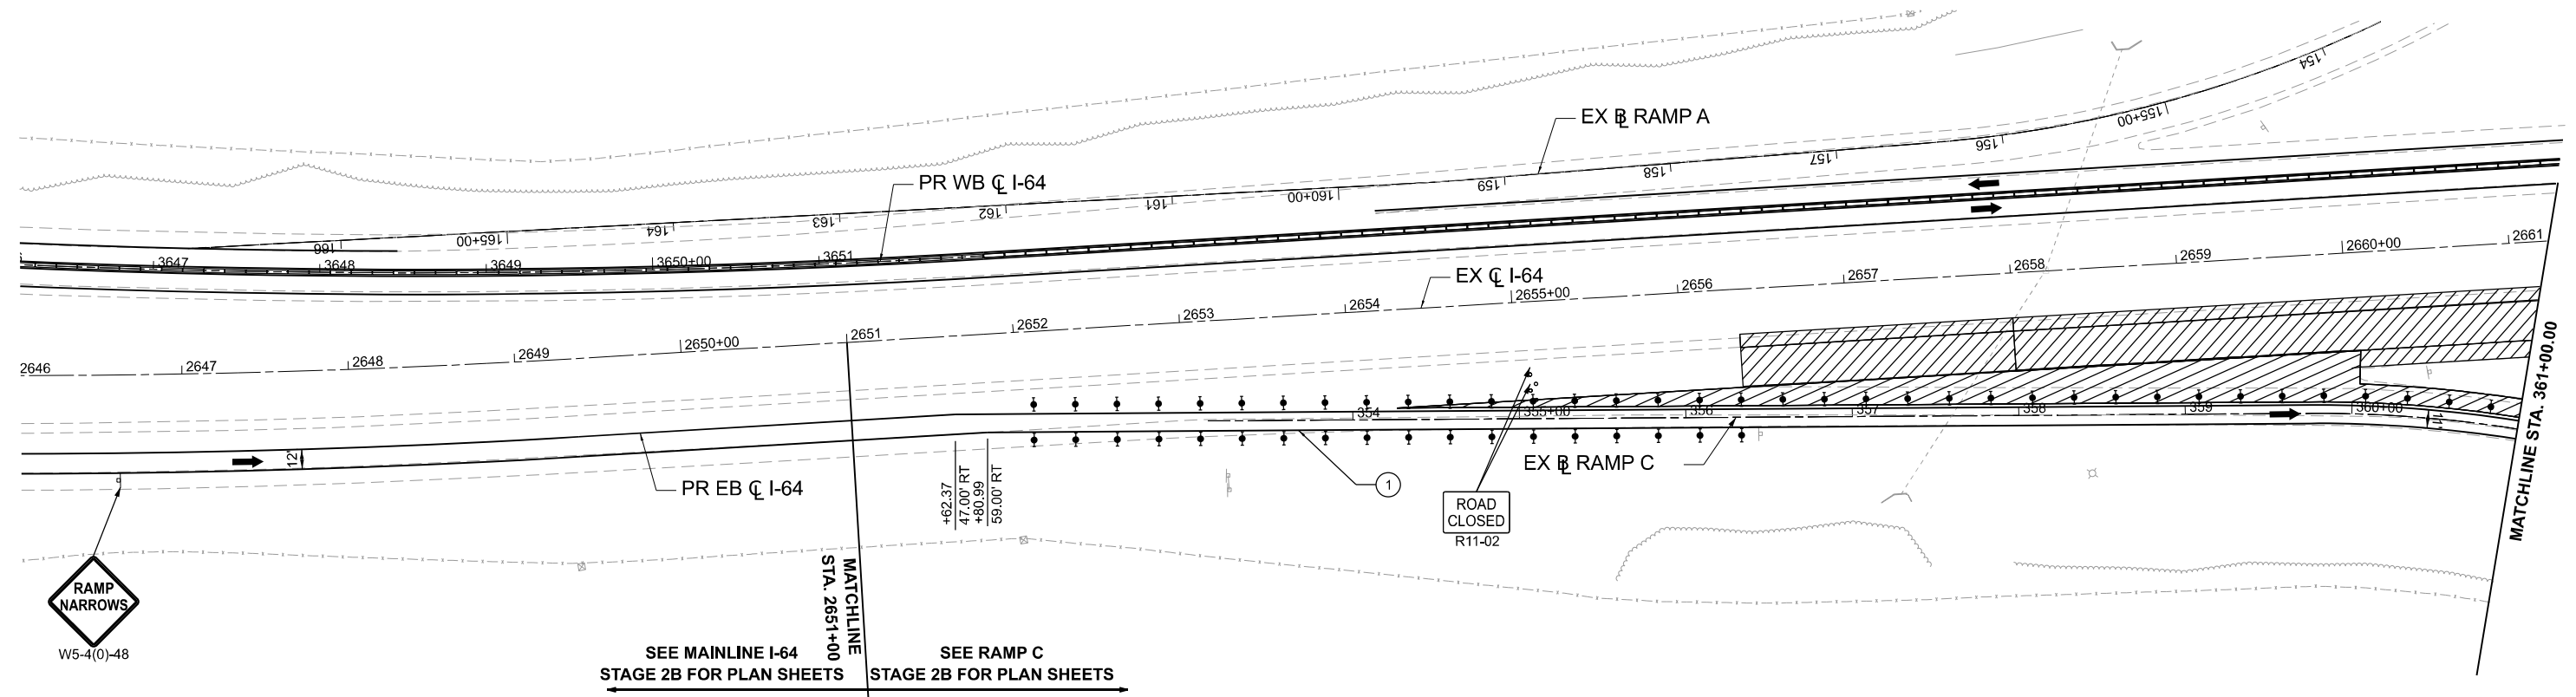 EX BL RAMP A
154
155+00
156
157
158
159
160+00
161
162
163
164
165+00
166
PR WB CL I-64
3647
3648
3649
3650+00
3651
EX CL I-64
2646
2647
2648
2649
2650+00
2651
2652
2653
2654
2655+00
2656
2657
2658
2659
2660+00
2661
354
355+00
356
357
358
359
360+00
12'
11'
PR EB CL I-64
EX BL RAMP C
1
+62.37
47.00' RT
+80.99
59.00' RT
ROAD
CLOSED
R11-02
RAMP
NARROWS
W5-4(0)-48
MATCHLINE
STA. 2651+00
MATCHLINE STA. 361+00.00
SEE MAINLINE I-64
STAGE 2B FOR PLAN SHEETS
SEE RAMP C
STAGE 2B FOR PLAN SHEETS